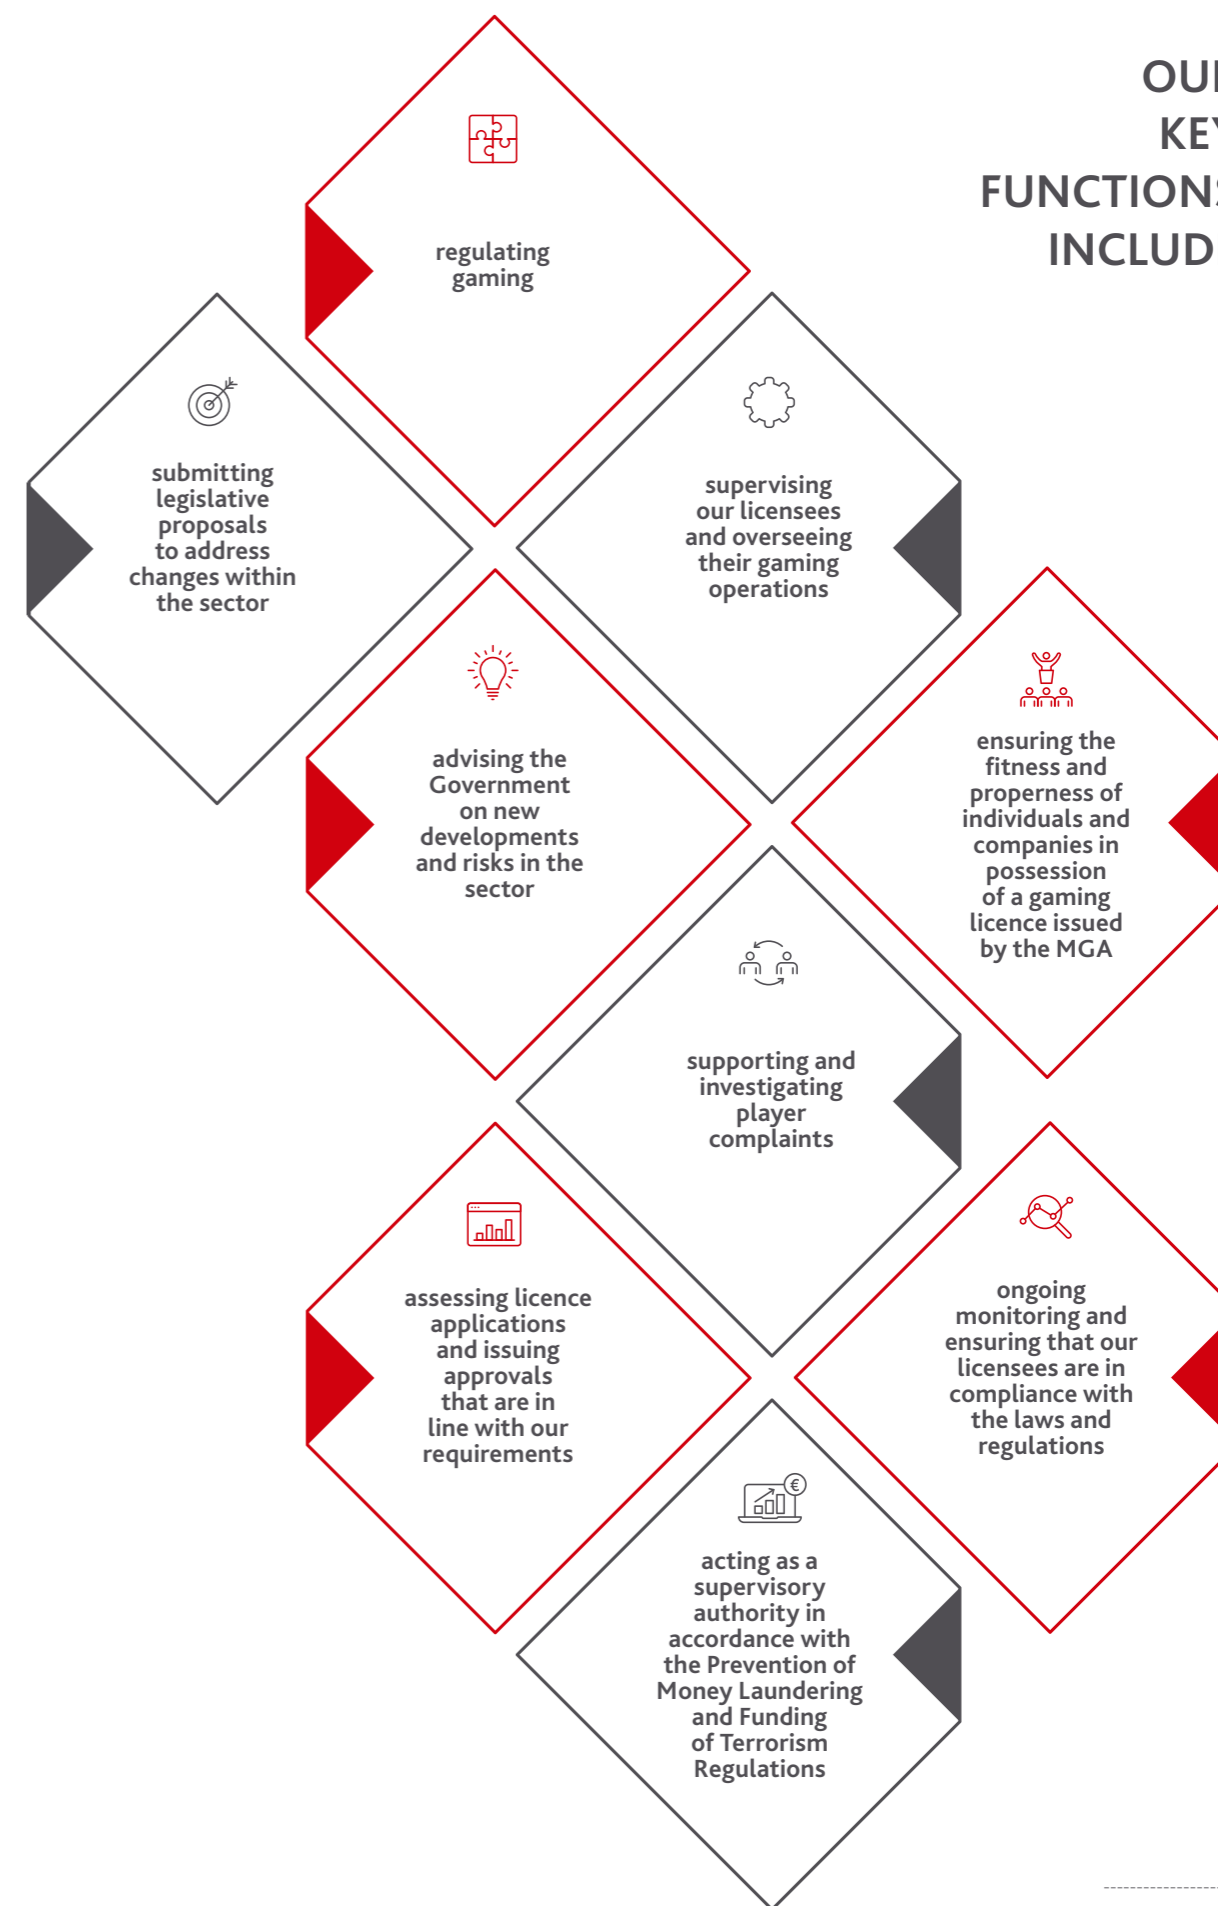 OUR
KEY
FUNCTIONS
INCLUD
regulating
gaming
submitting
legislative
proposals
to address
changes within
the sector
supervising
our licensees
and overseeing
their gaming
operations
advising the
Government
on new
developments
and risks in the
sector
ensuring the
fitness and
properness of
individuals and
companies in
possession
of a gaming
licence issued
by the MGA
supporting and
investigating
player
complaints
assessing licence
applications
and issuing
approvals
that are in
line with our
requirements
ongoing
monitoring and
ensuring that our
licensees are in
compliance with
the laws and
regulations
€
acting as a
supervisory
authority in
accordance with
the Prevention of
Money Laundering
and Funding
of Terrorism
Regulations